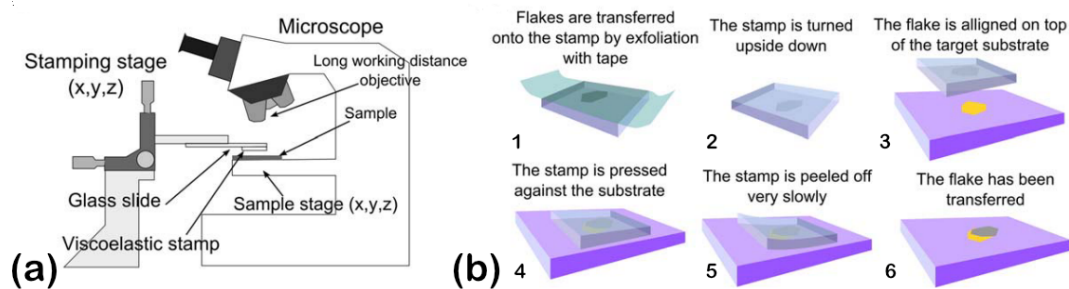 Microscope
Long working distance
objective
Stamping stage
(x,y,z)
Sample
Glass slide
Sample stage (x,y,z)
Viscoelastic stamp
(a)
Flakes are transferred
onto the stamp by exfoliation
with tape
1
The stamp is turned
upside down
2
The flake is alligned on top
of the target substrate
3
The stamp is pressed
against the substrate
4
The stamp is peeled off
very slowly
5
The flake has been
transferred
6
(b)